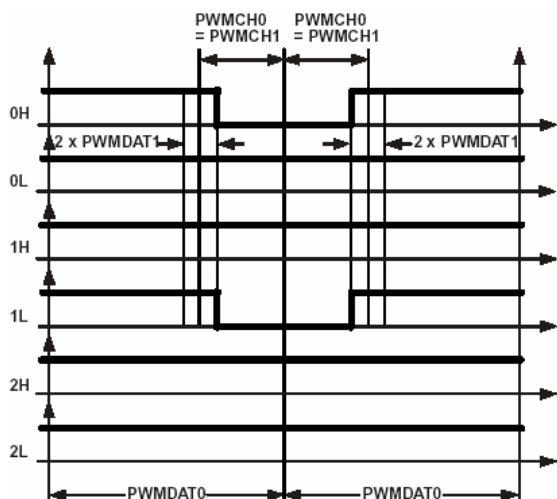 PWMCH0 PWMCH0
= PWMCH1 = PWMCH1
0H
2 x PWMDAT1 2 x PWMDAT1
0L
1H
1L
2H
2L
PWMDAT0 PWMDAT0